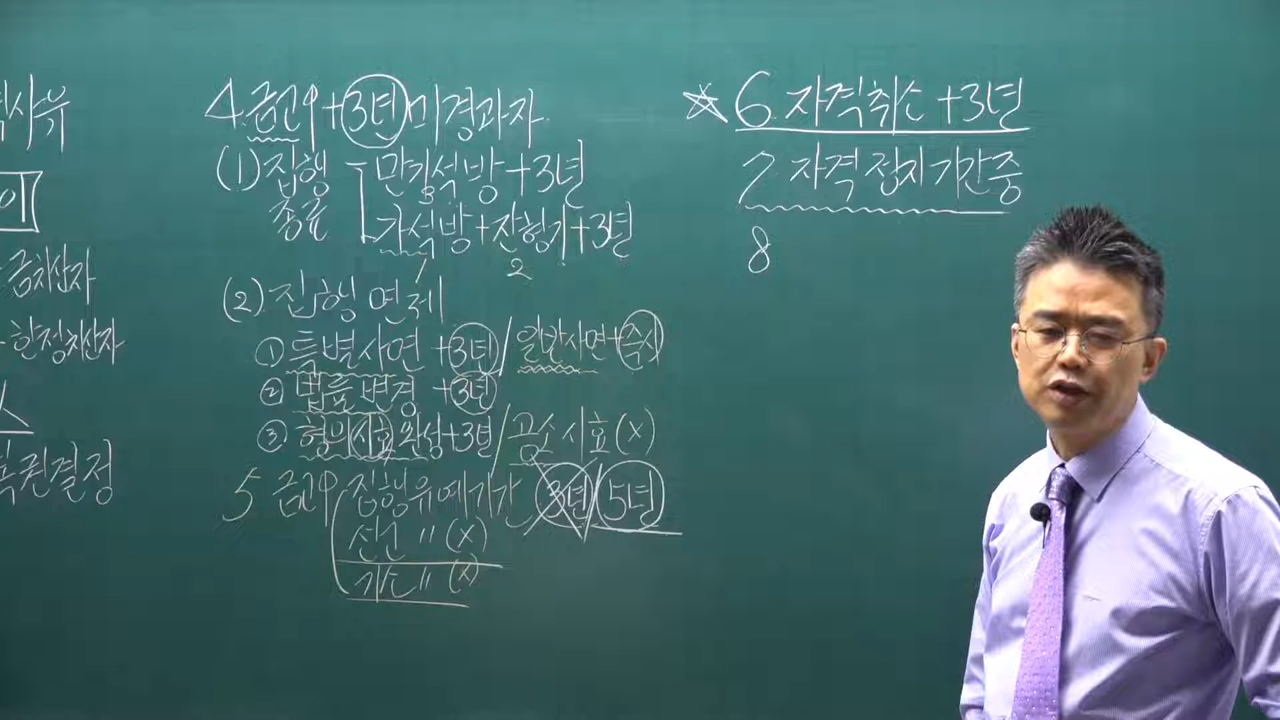 사유
금치산자
한정치산자
결정
4 금고↑+3년 미경과자
(1) 집행 종료
만기석방+3년
가석방+잔형기+3년
1 2
(2) 집행 면제
① 특별사면 +3년 / 일반사면+즉시
② 법률변경 +3년
③ 형의시효완성+3년 / 공소시효(x)
5 금고↑ 집행유예기간 3년 / 5년
선고 〃 (x)
기소 〃 (x)
☆ 6. 자격취소+3년
7 자격정지기간중
8